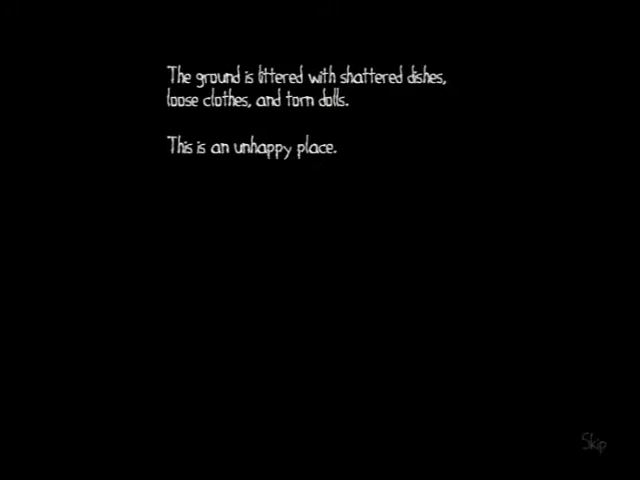 The ground is littered with shattered dishes,
loose clothes, and torn dolls.
This is an unhappy place.
Skip